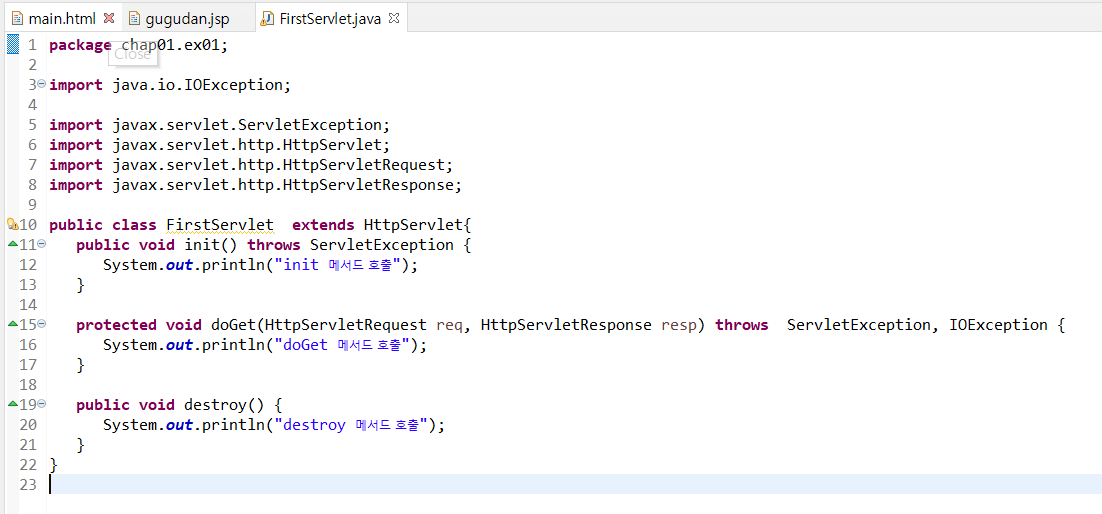 main.html gugudan.jsp FirstServlet.java
1 package chap01.ex01;
Close
2
3 import java.io.IOException;
4
5 import javax.servlet.ServletException;
6 import javax.servlet.http.HttpServlet;
7 import javax.servlet.http.HttpServletRequest;
8 import javax.servlet.http.HttpServletResponse;
9
10 public class FirstServlet  extends HttpServlet{
11    public void init() throws ServletException {
12       System.out.println("init 메서드 호출");
13    }
14
15    protected void doGet(HttpServletRequest req, HttpServletResponse resp) throws  ServletException, IOException {
16       System.out.println("doGet 메서드 호출");
17    }
18
19    public void destroy() {
20       System.out.println("destroy 메서드 호출");
21    }
22 }
23